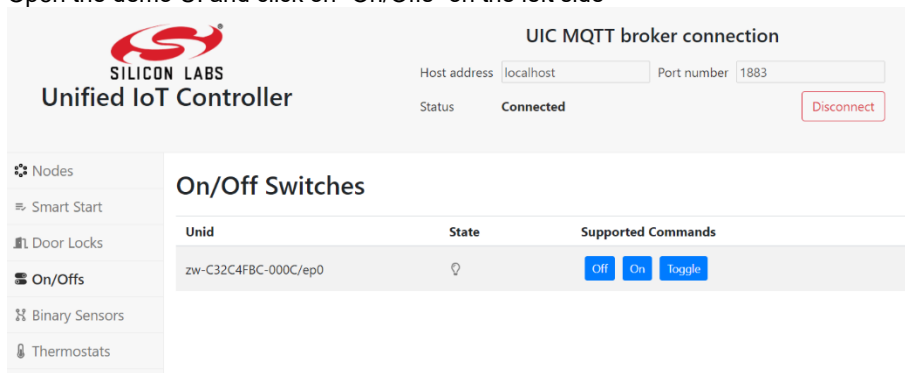 Open the demo UI and click on "On/Offs" on the left side
SILICON LABS
Unified IoT Controller
UIC MQTT broker connection
Host address localhost Port number 1883
Status Connected Disconnect
Nodes
Smart Start
Door Locks
On/Offs
Binary Sensors
Thermostats
On/Off Switches
Unid State Supported Commands
zw-C32C4FBC-000C/ep0 Off On Toggle